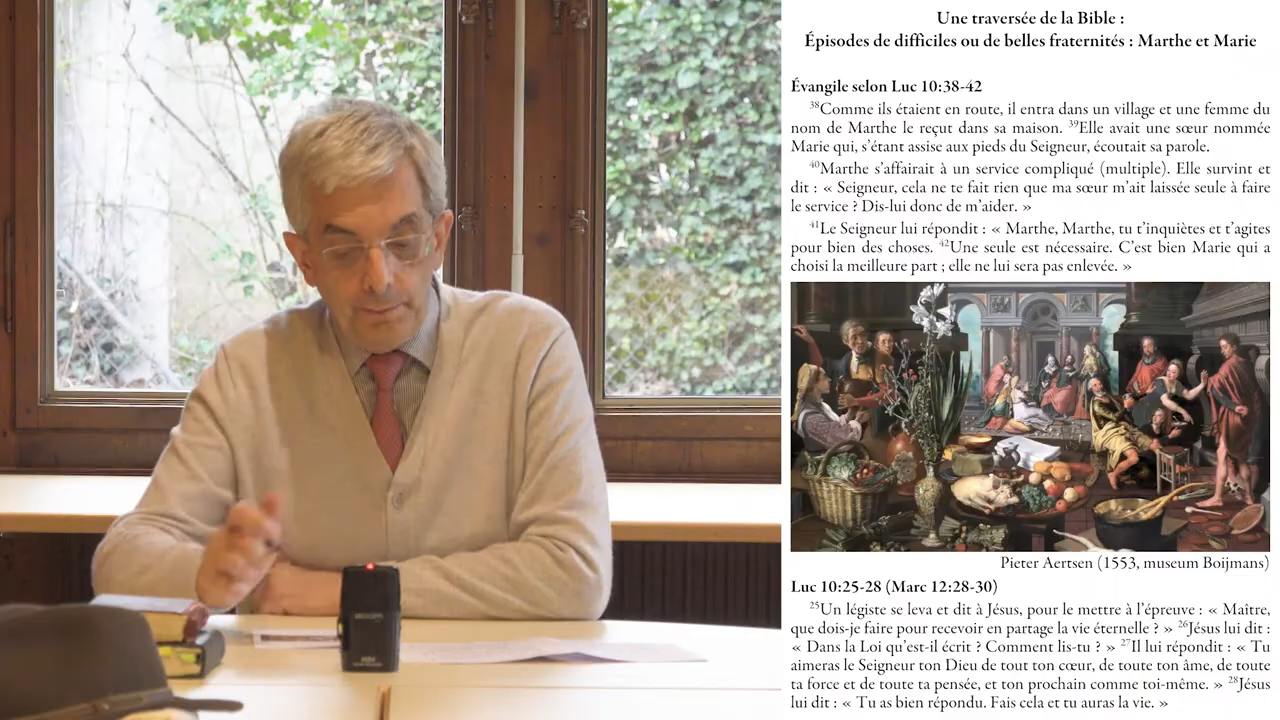 Une traversée de la Bible :
Épisodes de difficiles ou de belles fraternités : Marthe et Marie
Évangile selon Luc 10:38-42
³⁸Comme ils étaient en route, il entra dans un village et une femme du
nom de Marthe le reçut dans sa maison. ³⁹Elle avait une sœur nommée
Marie qui, s’étant assise aux pieds du Seigneur, écoutait sa parole.
⁴⁰Marthe s’affairait à un service compliqué (multiple). Elle survint et
dit : « Seigneur, cela ne te fait rien que ma sœur m’ait laissée seule à faire
le service ? Dis-lui donc de m’aider. »
⁴¹Le Seigneur lui répondit : « Marthe, Marthe, tu t’inquiètes et t’agites
pour bien des choses. ⁴²Une seule est nécessaire. C’est bien Marie qui a
choisi la meilleure part ; elle ne lui sera pas enlevée. »
Pieter Aertsen (1553, museum Boijmans)
Luc 10:25-28 (Marc 12:28-30)
²⁵Un légiste se leva et dit à Jésus, pour le mettre à l’épreuve : « Maître,
que dois-je faire pour recevoir en partage la vie éternelle ? » ²⁶Jésus lui dit :
« Dans la Loi qu’est-il écrit ? Comment lis-tu ? » ²⁷Il lui répondit : « Tu
aimeras le Seigneur ton Dieu de tout ton cœur, de toute ton âme, de toute
ta force et de toute ta pensée, et ton prochain comme toi-même. » ²⁸Jésus
lui dit : « Tu as bien répondu. Fais cela et tu auras la vie. »